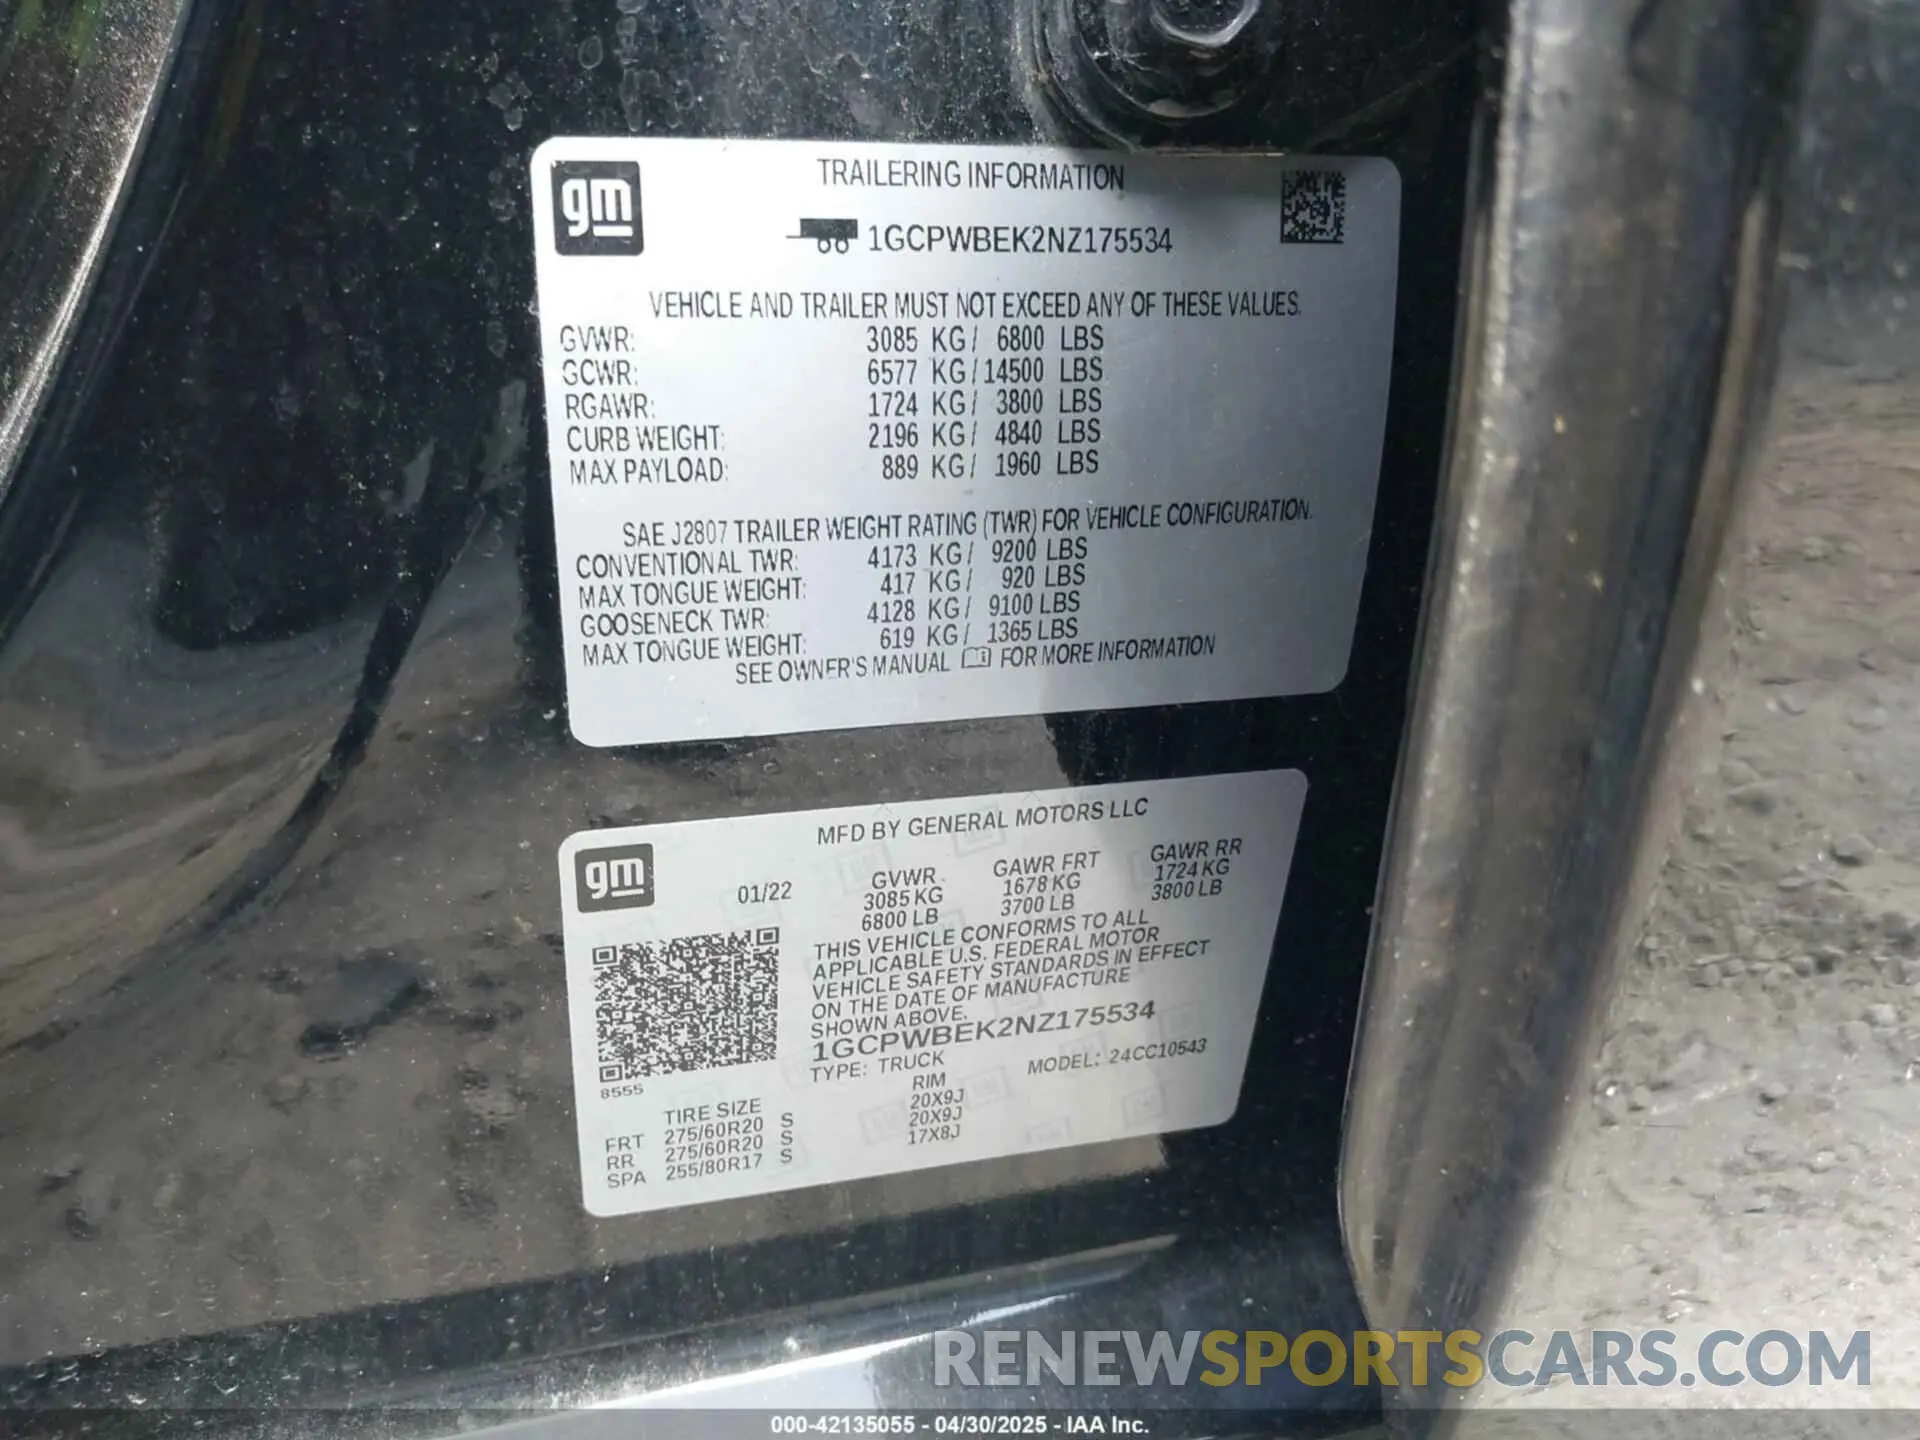 gm
TRAILERING INFORMATION
1GCPWBEK2NZ175534
VEHICLE AND TRAILER MUST NOT EXCEED ANY OF THESE VALUES.
GVWR: 3085 KG/ 6800 LBS
GCWR: 6577 KG/14500 LBS
RGAWR: 1724 KG/ 3800 LBS
CURB WEIGHT: 2196 KG/ 4840 LBS
MAX PAYLOAD: 889 KG/ 1960 LBS
SAE J2807 TRAILER WEIGHT RATING (TWR) FOR VEHICLE CONFIGURATION.
CONVENTIONAL TWR: 4173 KG/ 9200 LBS
MAX TONGUE WEIGHT: 417 KG/ 920 LBS
GOOSENECK TWR: 4128 KG/ 9100 LBS
MAX TONGUE WEIGHT: 619 KG/ 1365 LBS
SEE OWNER'S MANUAL FOR MORE INFORMATION
gm
MFD BY GENERAL MOTORS LLC
01/22 GVWR GAWR FRT GAWR RR
3085 KG 1678 KG 1724 KG
6800 LB 3700 LB 3800 LB
THIS VEHICLE CONFORMS TO ALL
APPLICABLE U.S. FEDERAL MOTOR
VEHICLE SAFETY STANDARDS IN EFFECT
ON THE DATE OF MANUFACTURE
SHOWN ABOVE.
1GCPWBEK2NZ175534
TYPE: TRUCK MODEL: 24CC10543
8555
TIRE SIZE RIM
FRT 275/60R20 S 20X9J
RR 275/60R20 S 20X9J
SPA 255/80R17 S 17X8J
RENEWSPORTSCARS.COM
000-42135055 - 04/30/2025 - IAA Inc.